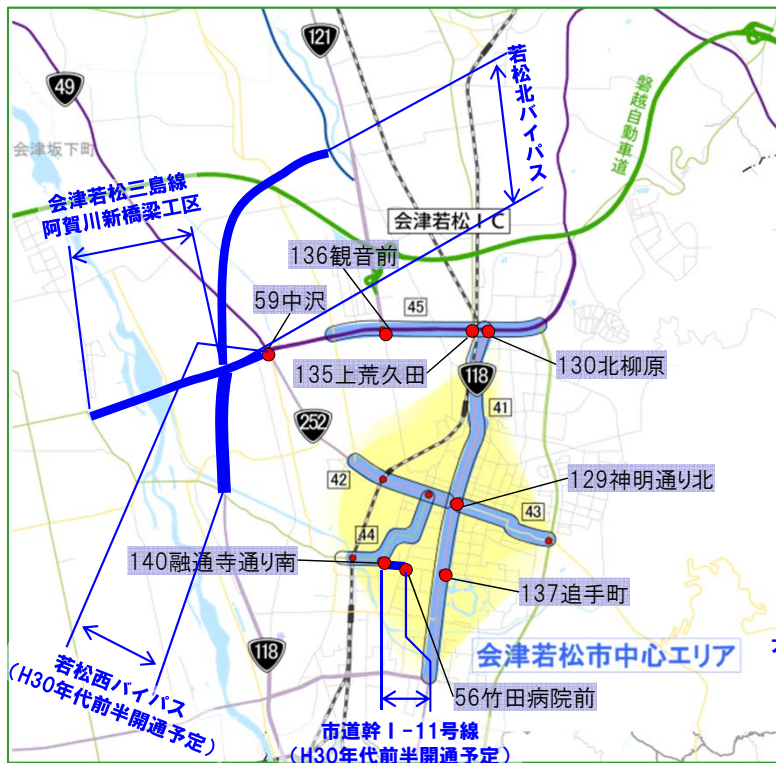 121
49
若松北バイパス
磐越自動車道
会津坂下町
会津若松三島線
阿賀川新橋梁工区
会津若松IC
136観音前
45
59中沢
135上荒久田
130北柳原
118
41
252
42
129神明通り北
43
44
140融通寺通り南
137追手町
118
会津若松市中心エリア
56竹田病院前
若松西バイパス
(H30年代前半開通予定)
市道幹Ⅰ-11号線
(H30年代前半開通予定)